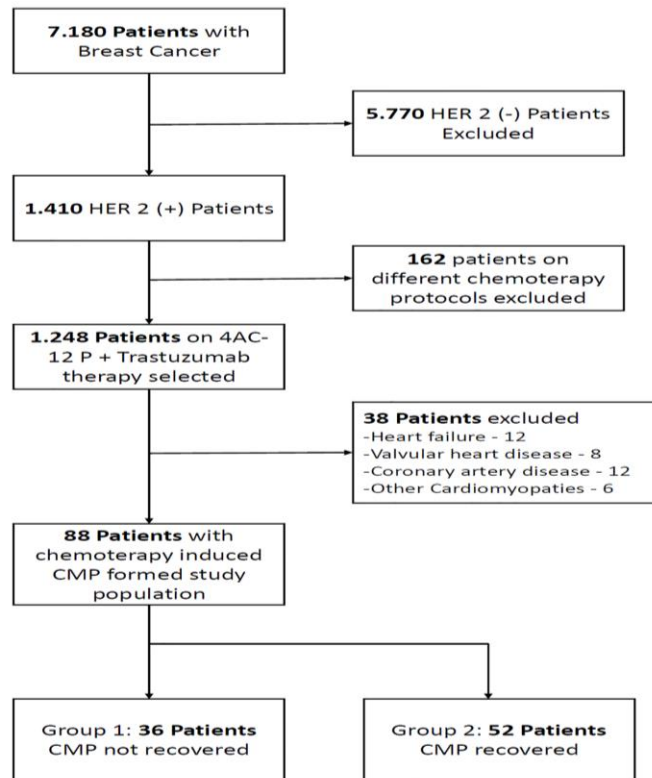 7.180 Patients with
Breast Cancer
5.770 HER 2 (-) Patients
Excluded
1.410 HER 2 (+) Patients
162 patients on
different chemoterapy
protocols excluded
1.248 Patients on 4AC-
12 P + Trastuzumab
therapy selected
38 Patients excluded
-Heart failure - 12
-Valvular heart disease - 8
-Coronary artery disease - 12
-Other Cardiomyopaties - 6
88 Patients with
chemoterapy induced
CMP formed study
population
Group 1: 36 Patients
CMP not recovered
Group 2: 52 Patients
CMP recovered